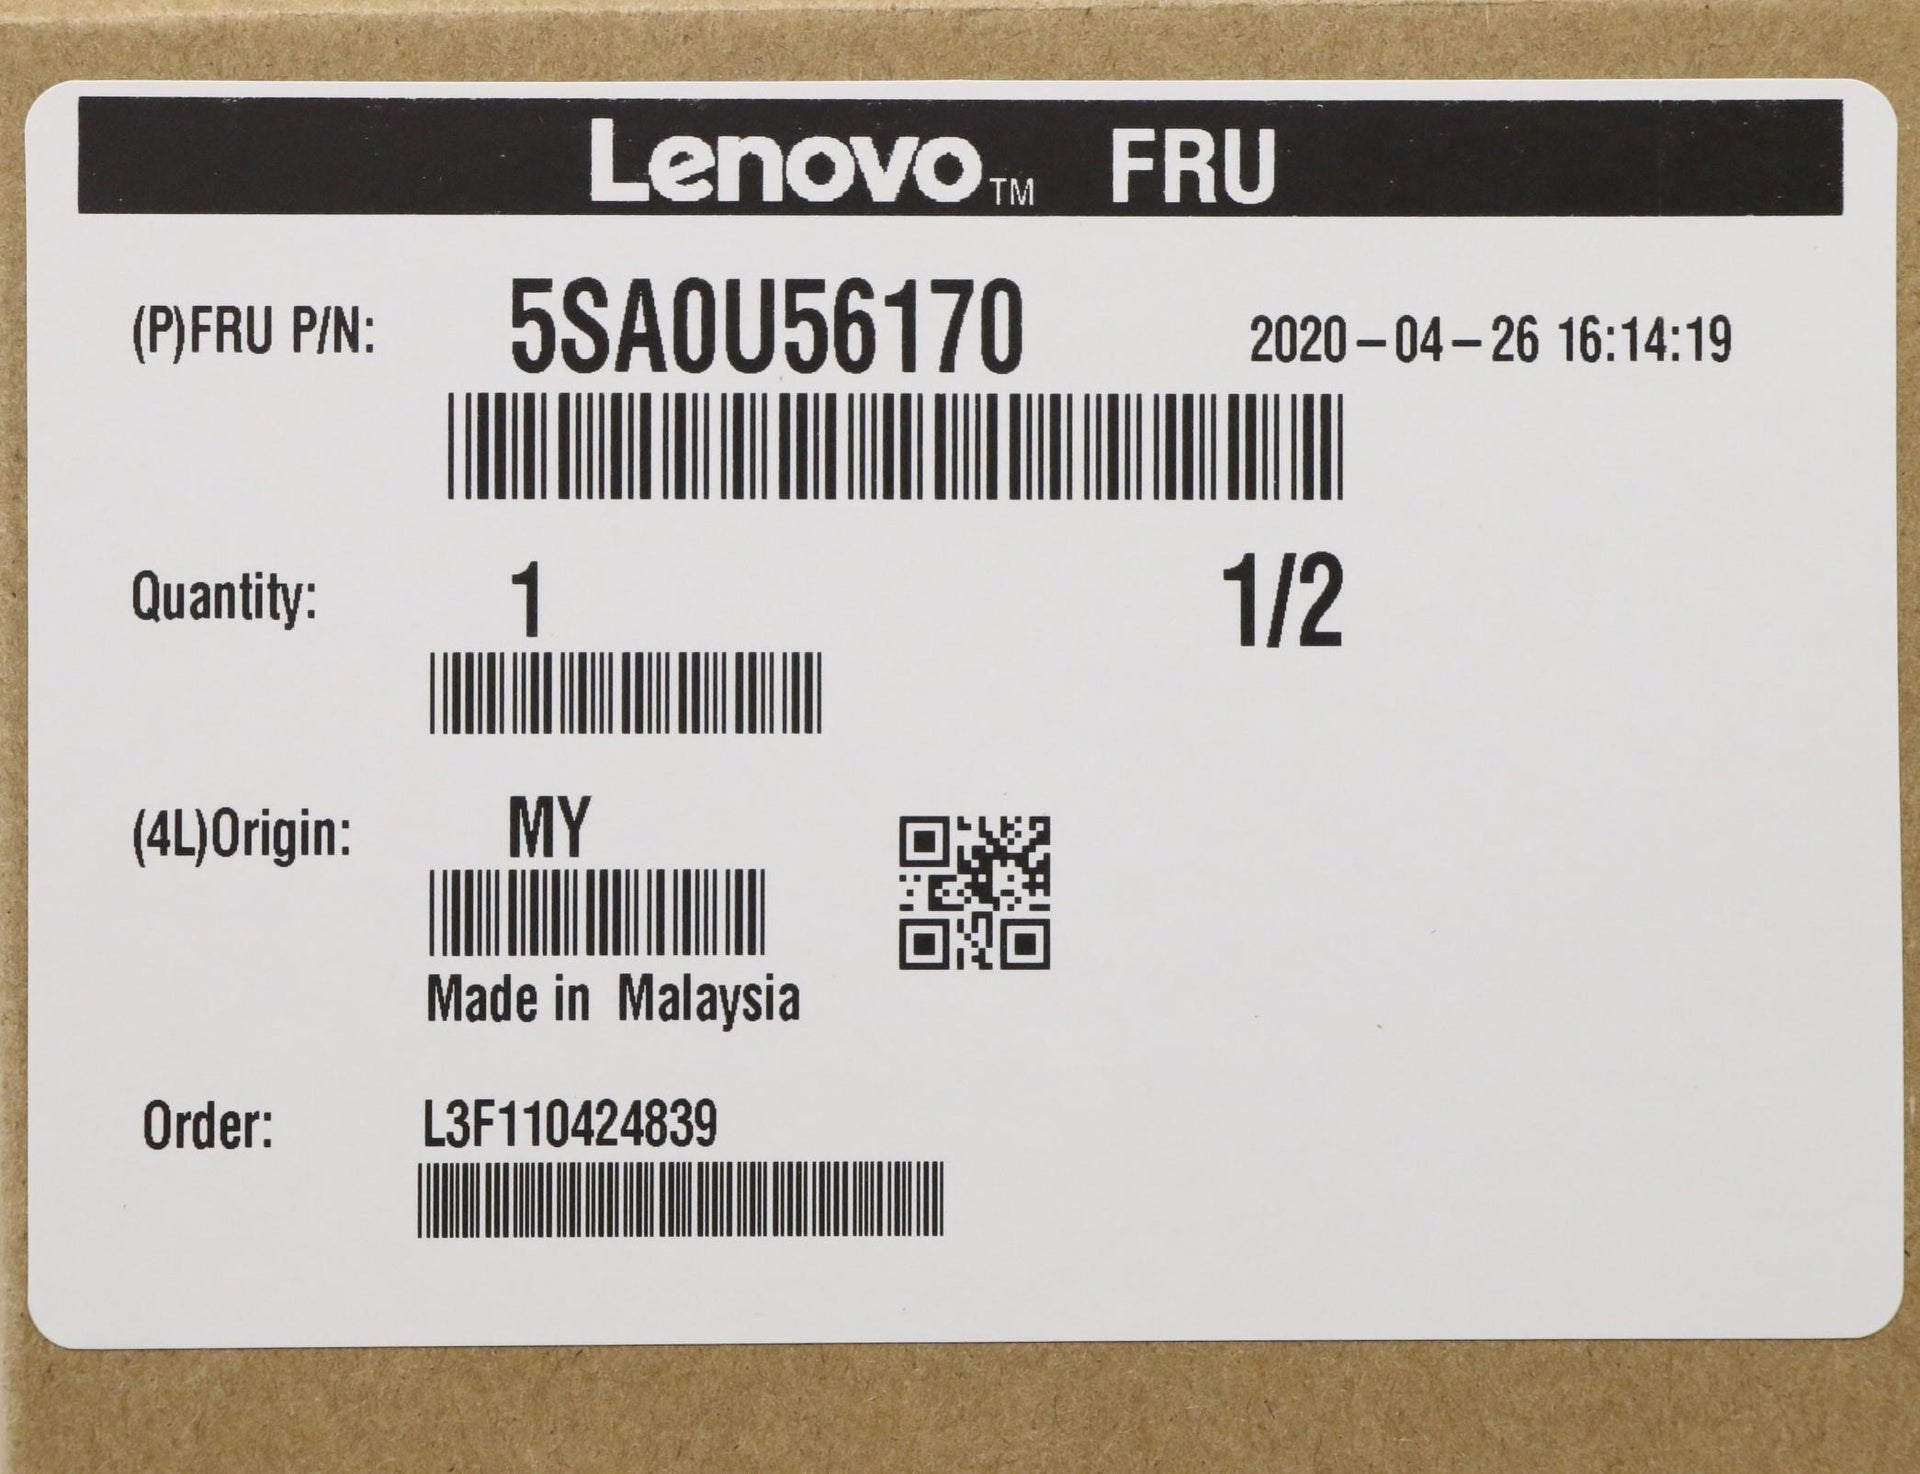 Lenovo™ FRU
(P)FRU P/N: 5SA0U56170 2020-04-26 16:14:19
Quantity: 1 1/2
(4L)Origin: MY
Made in Malaysia
Order: L3F110424839